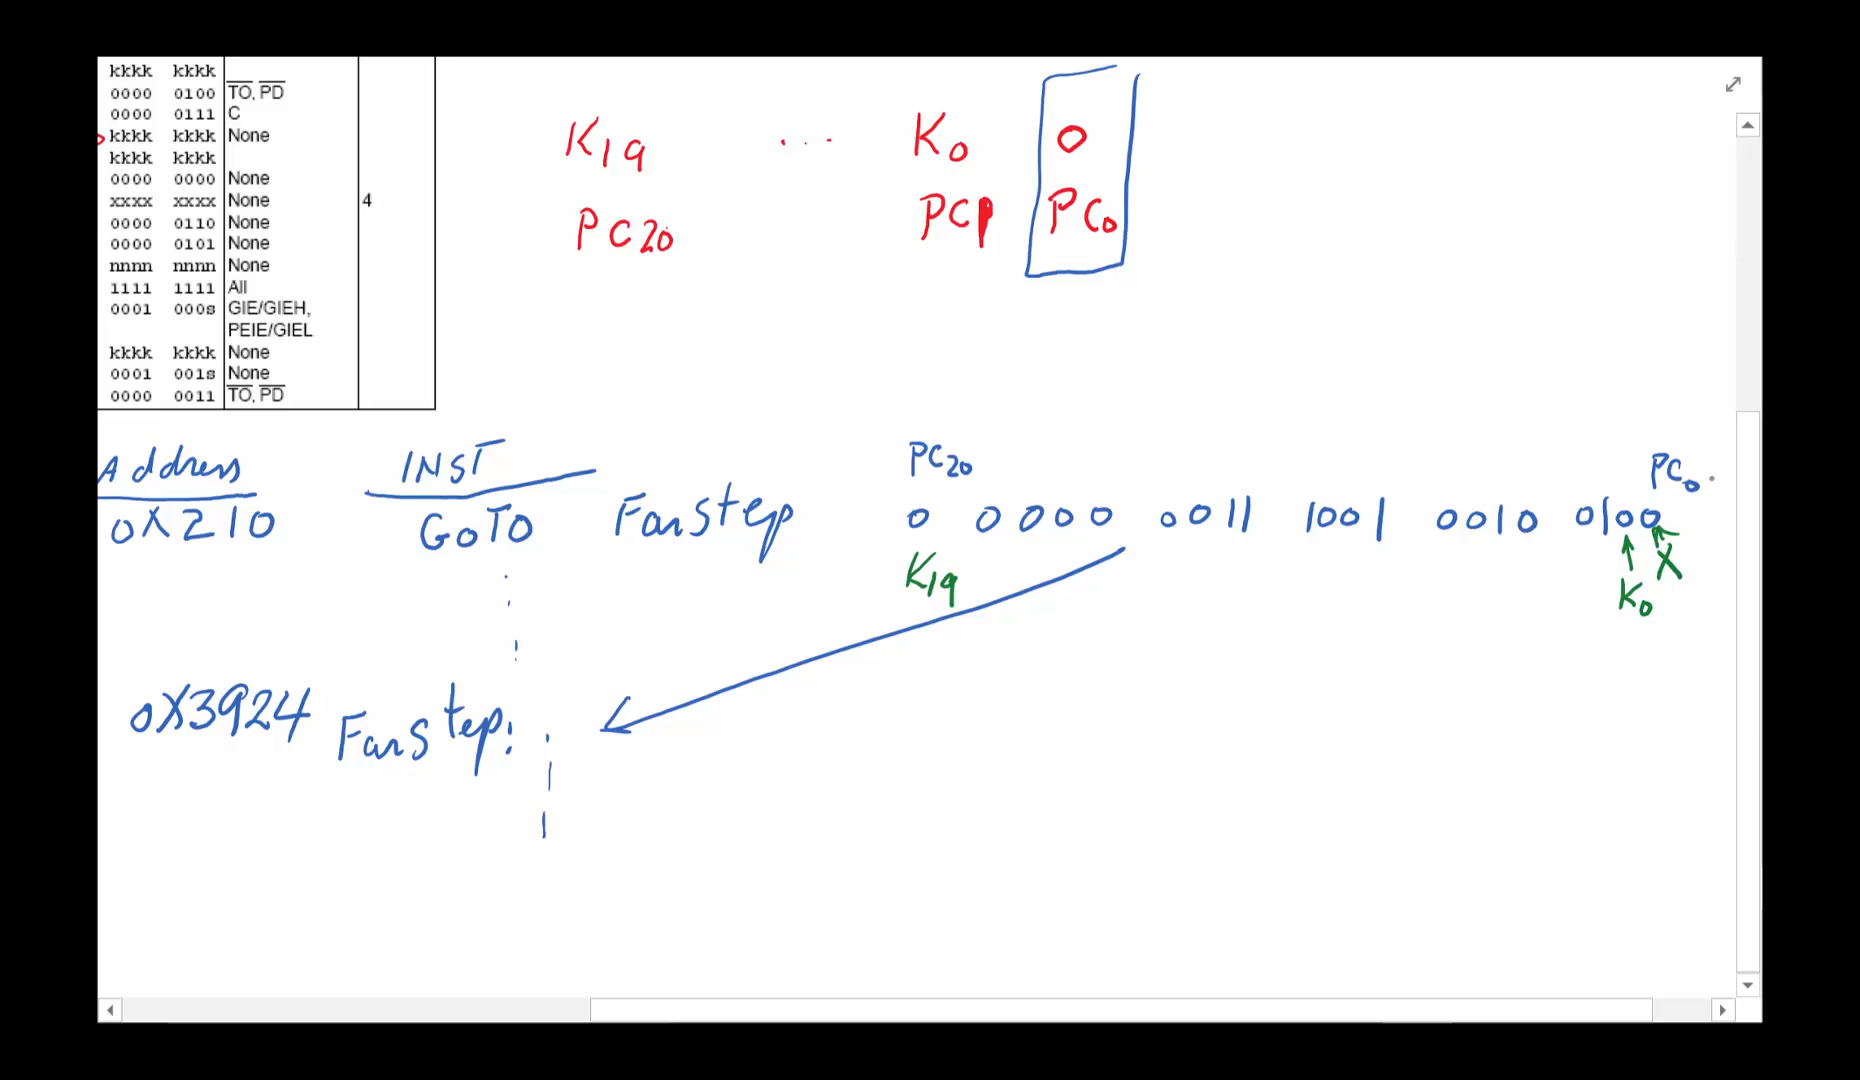 kkkk kkkk
0000 0100 TO, PD
0000 0111 C
kkkk kkkk None
kkkk kkkk
0000 0000 None
xxxx xxxx None 4
0000 0110 None
0000 0101 None
nnnn nnnn None
1111 1111 All
0001 000s GIE/GIEH,
PEIE/GIEL
kkkk kkkk None
0001 001s None
0000 0011 TO, PD
K19 ... K0 0
PC20 PC1 PC0
Address INST PC20 PC0
0X210 GOTO Farstep 0 0000 0011 1001 0010 0100
K19 K0 X
0X3924 Farstep: